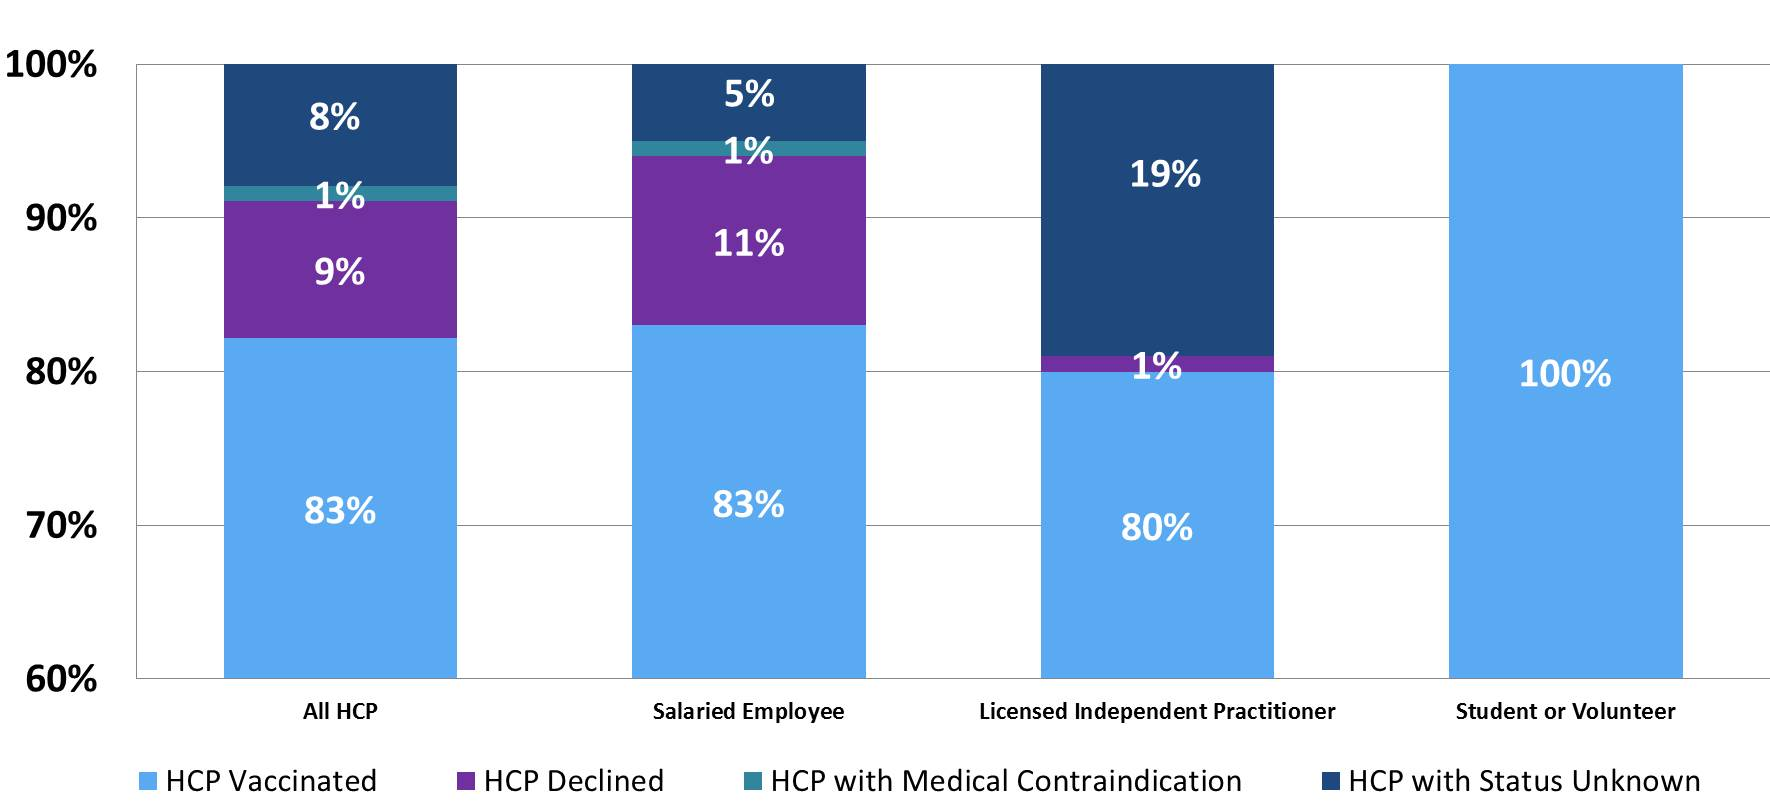 100%
90%
80%
70%
60%
8%
1%
9%
83%
5%
1%
11%
83%
19%
1%
80%
100%
All HCP
Salaried Employee
Licensed Independent Practitioner
Student or Volunteer
HCP Vaccinated
HCP Declined
HCP with Medical Contraindication
HCP with Status Unknown